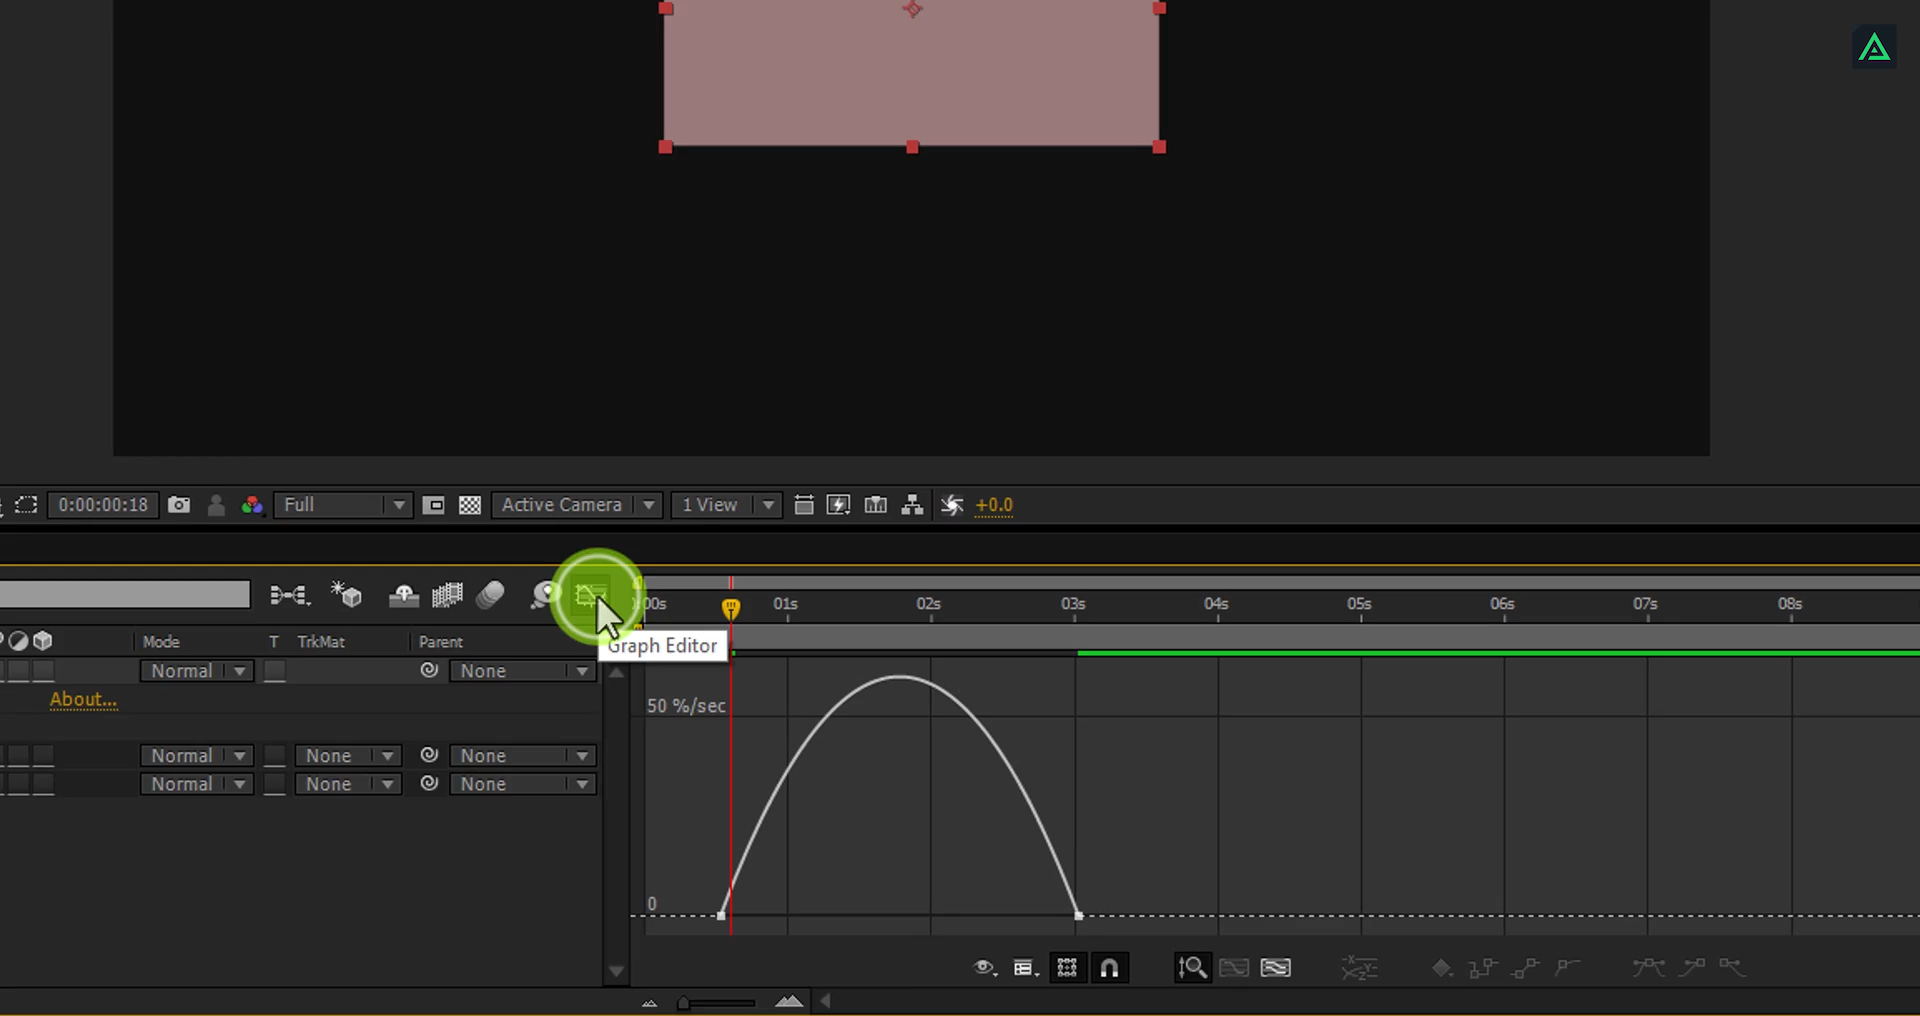 0:00:00:18 Full Active Camera 1 View +0.0
:00s 01s 02s 03s 04s 05s 06s 07s 08s
Mode T TrkMat Parent Graph Editor
Normal None
About...
50 %/sec
Normal None None
Normal None None
0